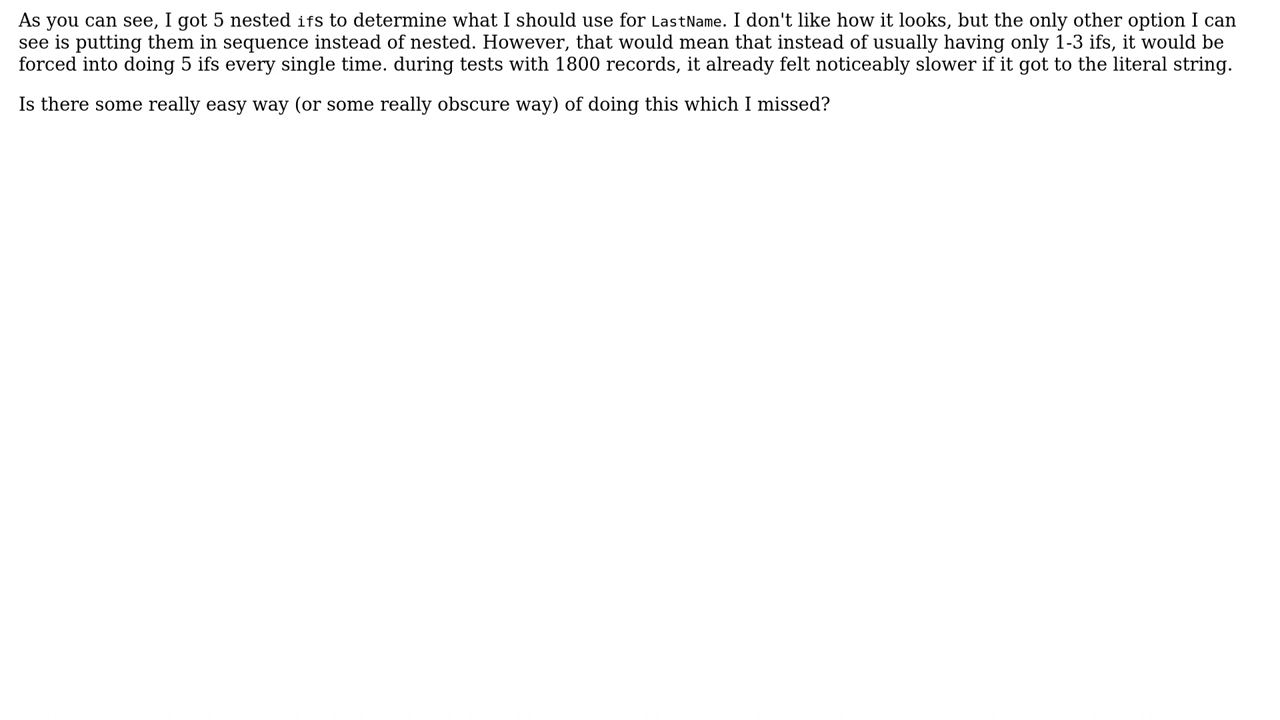 As you can see, I got 5 nested ifs to determine what I should use for LastName. I don't like how it looks, but the only other option I can
see is putting them in sequence instead of nested. However, that would mean that instead of usually having only 1-3 ifs, it would be
forced into doing 5 ifs every single time. during tests with 1800 records, it already felt noticeably slower if it got to the literal string.
Is there some really easy way (or some really obscure way) of doing this which I missed?